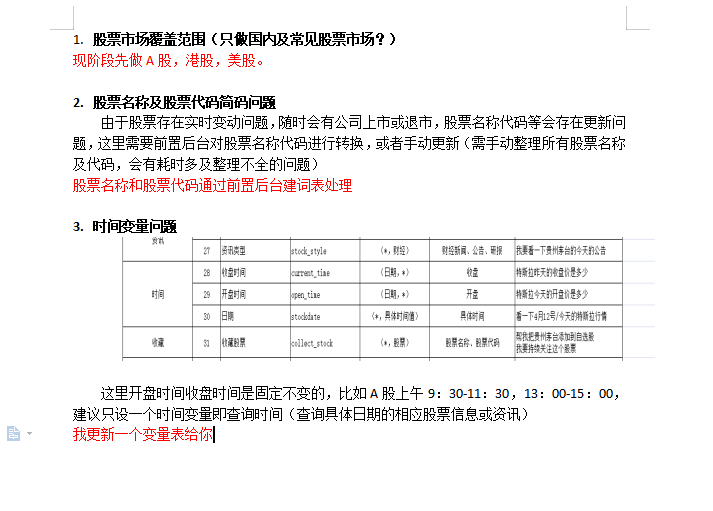 1. 股票市场覆盖范围（只做国内及常见股票市场？）
现阶段先做 A 股，港股，美股。
2. 股票名称及股票代码简码问题
由于股票存在实时变动问题，随时会有公司上市或退市，股票名称代码等会存在更新问
题，这里需要前置后台对股票名称代码进行转换，或者手动更新（需手动整理所有股票名称
及代码，会有耗时多及整理不全的问题）
股票名称和股票代码通过前置后台建词表处理
3. 时间变量问题
资讯 27 资讯类型 stock_style （*，财经） 财经新闻、公告、研报 我要看一下贵州茅台的今天的公告
28 收盘时间 current_time （日期，*） 收盘 特斯拉昨天的收盘价是多少
时间 29 开盘时间 open_time （日期，*） 开盘 特斯拉今天的开盘价是多少
30 日期 stockdate （*，具体时间值） 具体时间 看一下4月12号/今天的特斯拉行情
收藏 31 收藏股票 collect_stock （*，股票） 股票名称、股票代码 帮我把贵州茅台添加到自选股
我要持续关注这个股票
这里开盘时间收盘时间是固定不变的，比如 A 股上午 9：30-11：30，13：00-15：00，
建议只设一个时间变量即查询时间（查询具体日期的相应股票信息或资讯）
我更新一个变量表给你